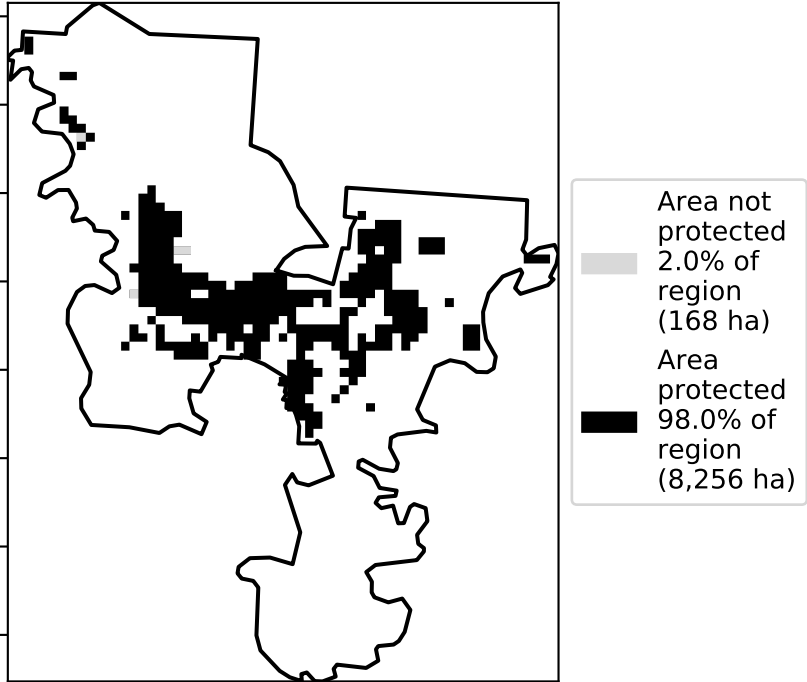 Area not
protected
2.0% of
region
(168 ha)
Area
protected
98.0% of
region
(8,256 ha)